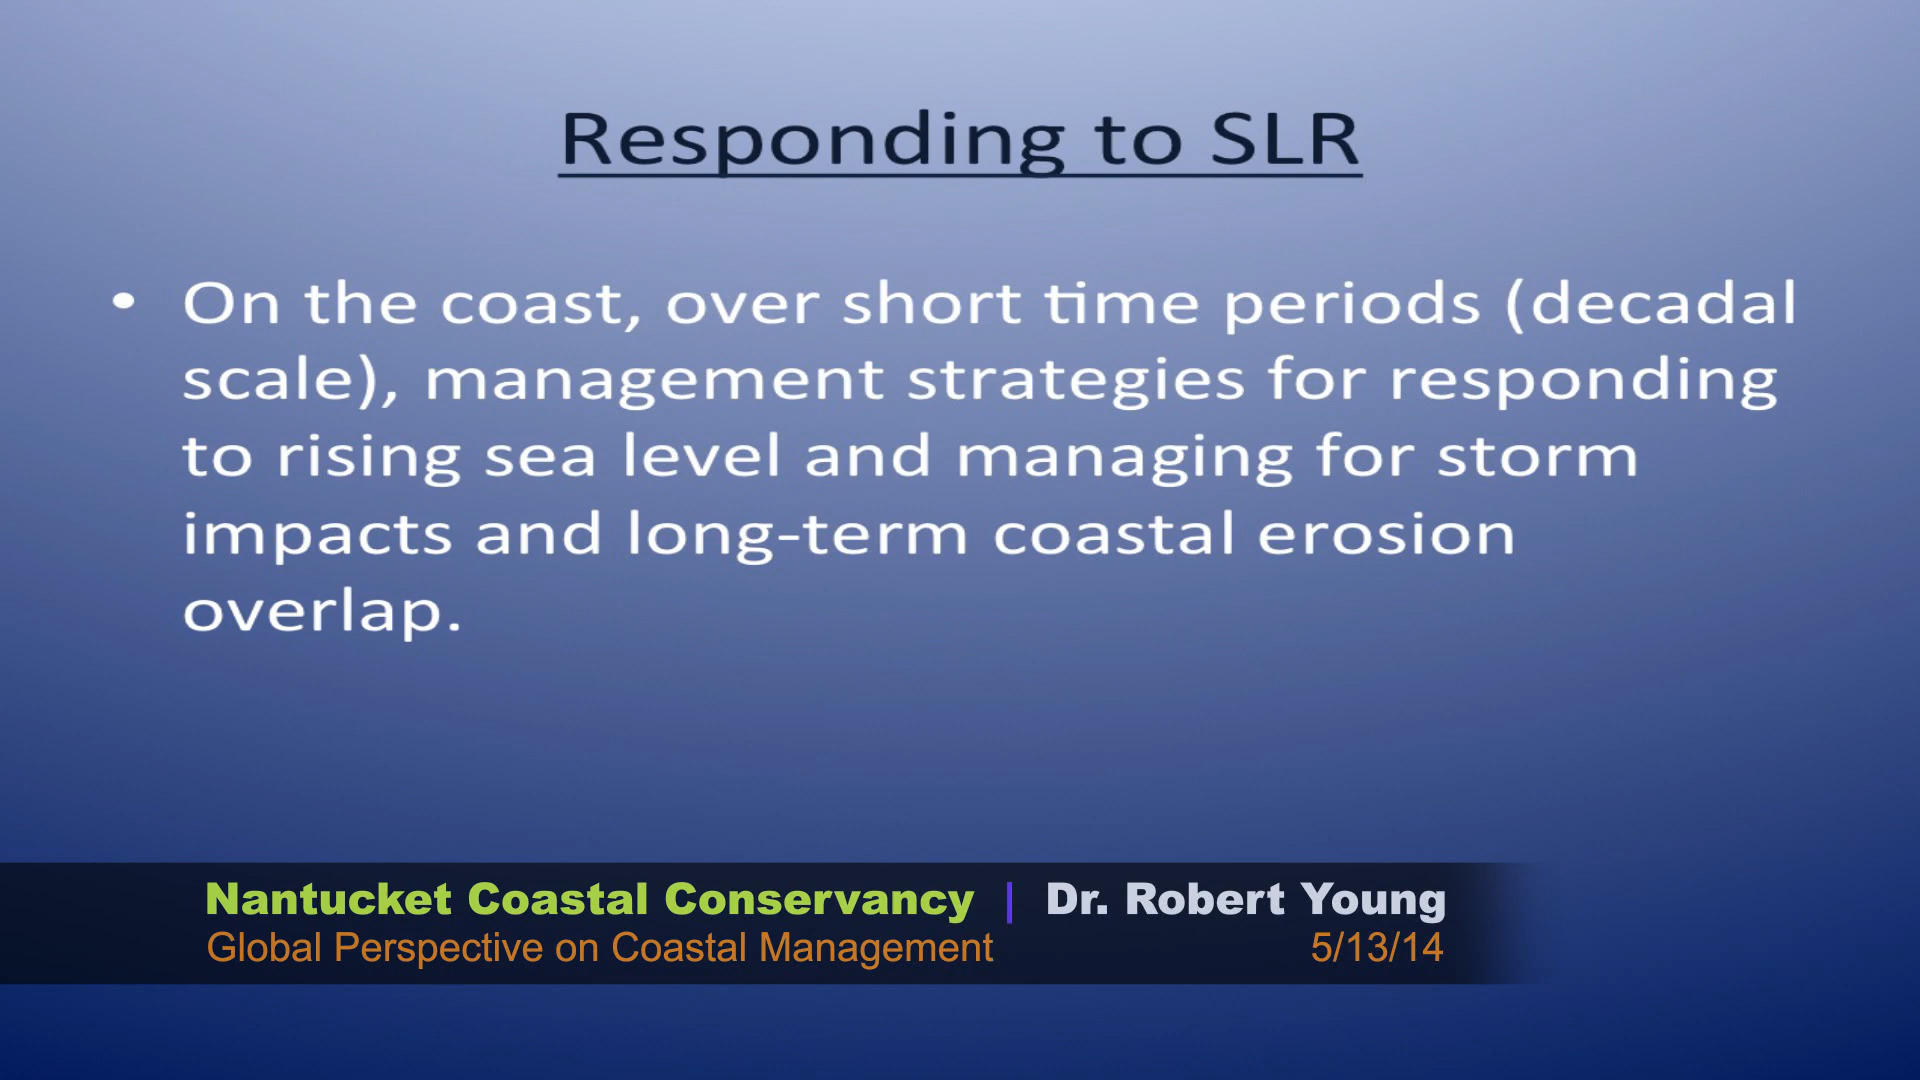 Responding to SLR
• On the coast, over short time periods (decadal
scale), management strategies for responding
to rising sea level and managing for storm
impacts and long-term coastal erosion
overlap.
Nantucket Coastal Conservancy | Dr. Robert Young
Global Perspective on Coastal Management 5/13/14